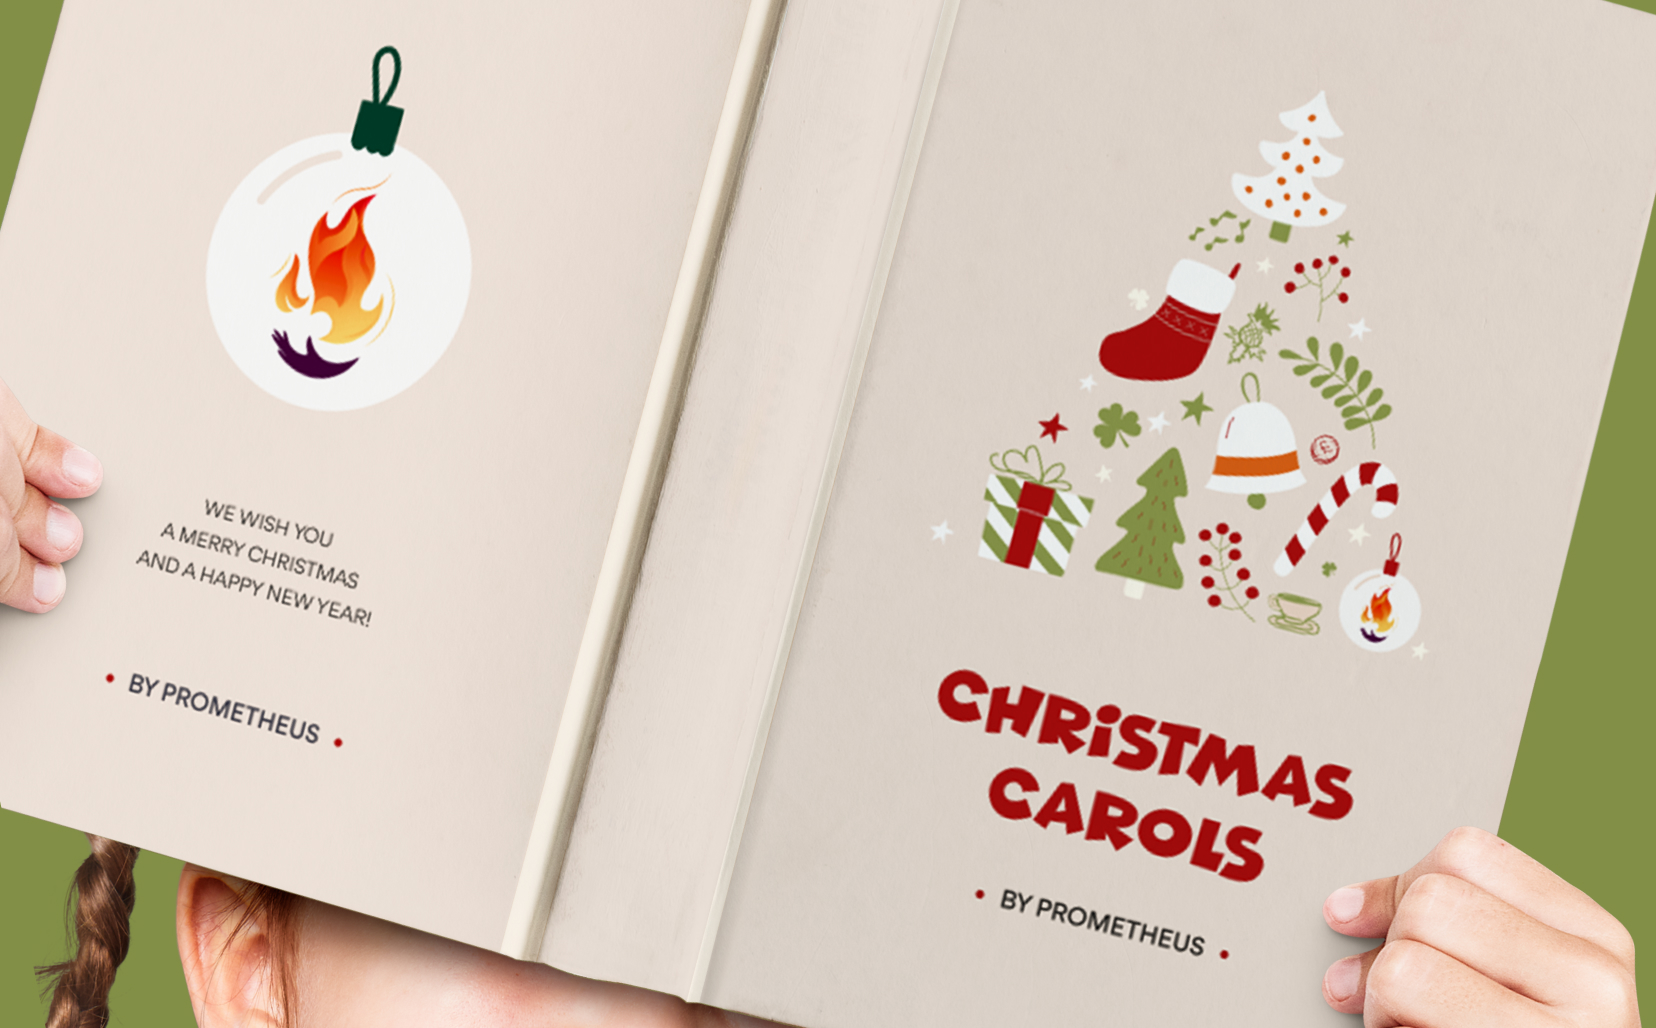 WE WISH YOU
A MERRY CHRISTMAS
AND A HAPPY NEW YEAR!
• BY PROMETHEUS •
CHRiSTMAS
CAROLS
• BY PROMETHEUS •